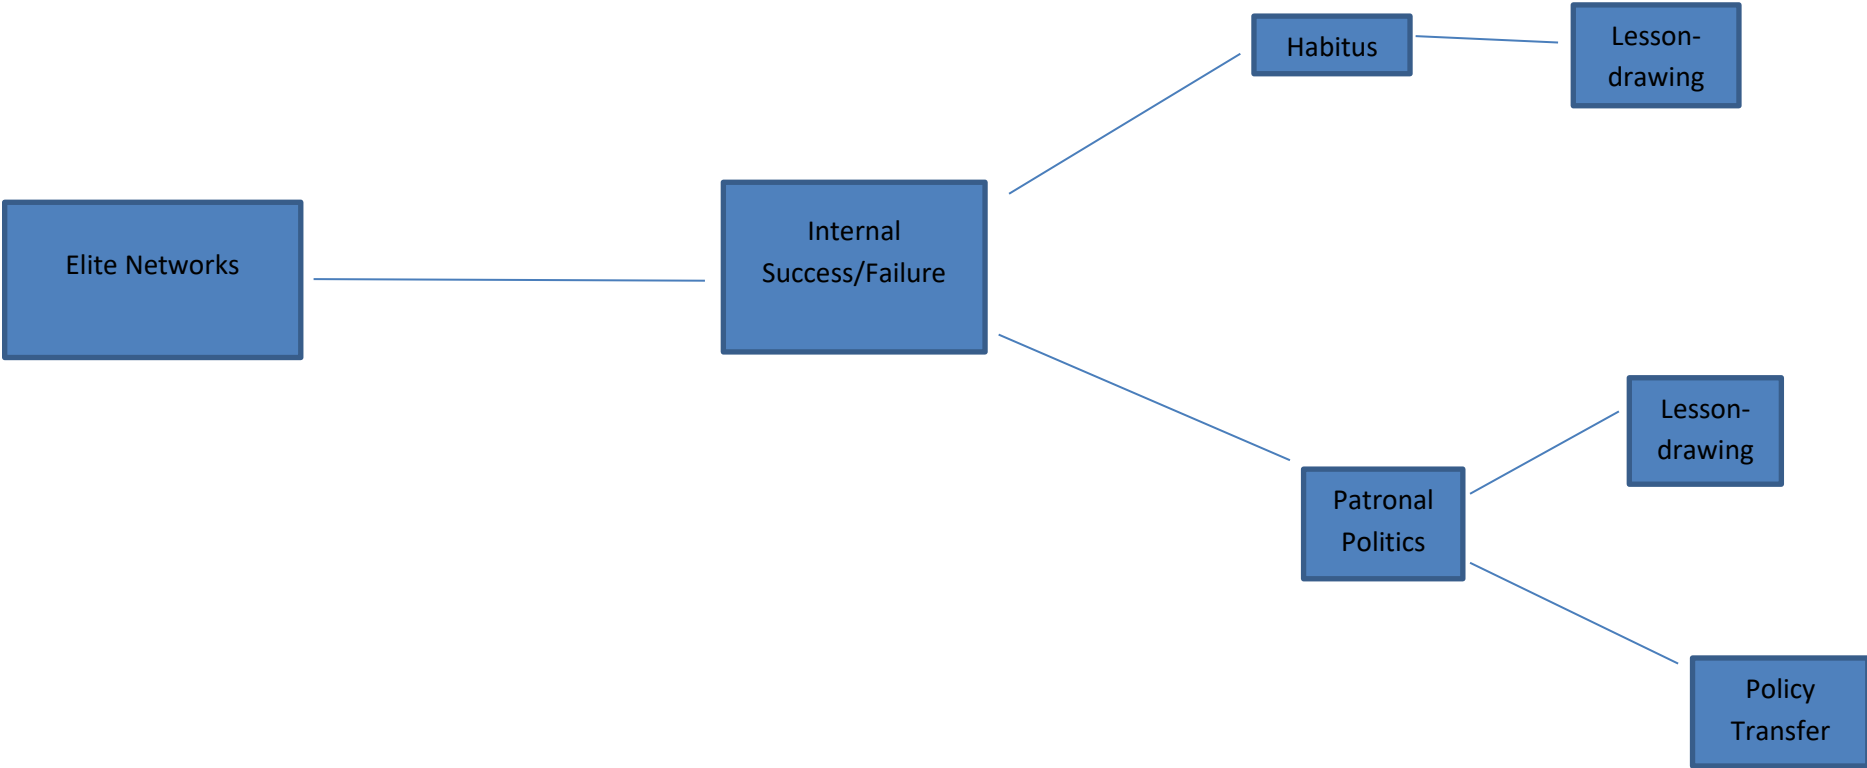 Elite Networks
Internal
Success/Failure
Habitus
Lesson-
drawing
Patronal
Politics
Lesson-
drawing
Policy
Transfer